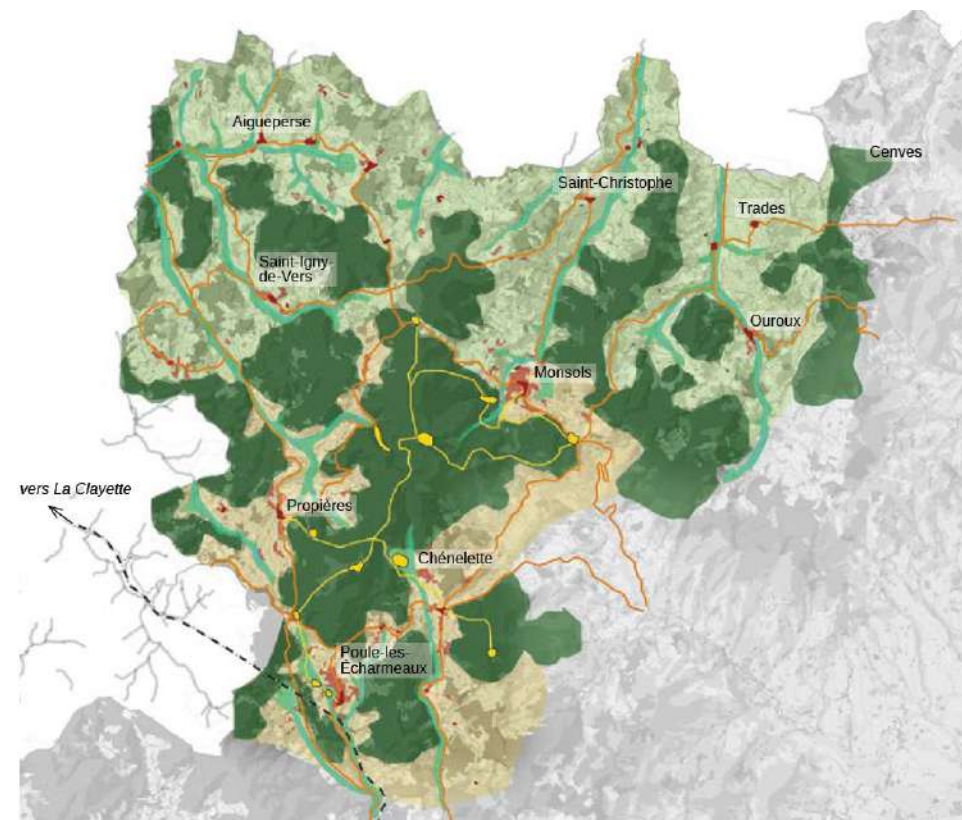 Aigueperse
Cenves
Saint-Christophe
Trades
Saint-Igny-
de-Vers
Ouroux
Monsols
vers La Clayette
Propières
Chénelette
Poule-les-
Écharmeaux